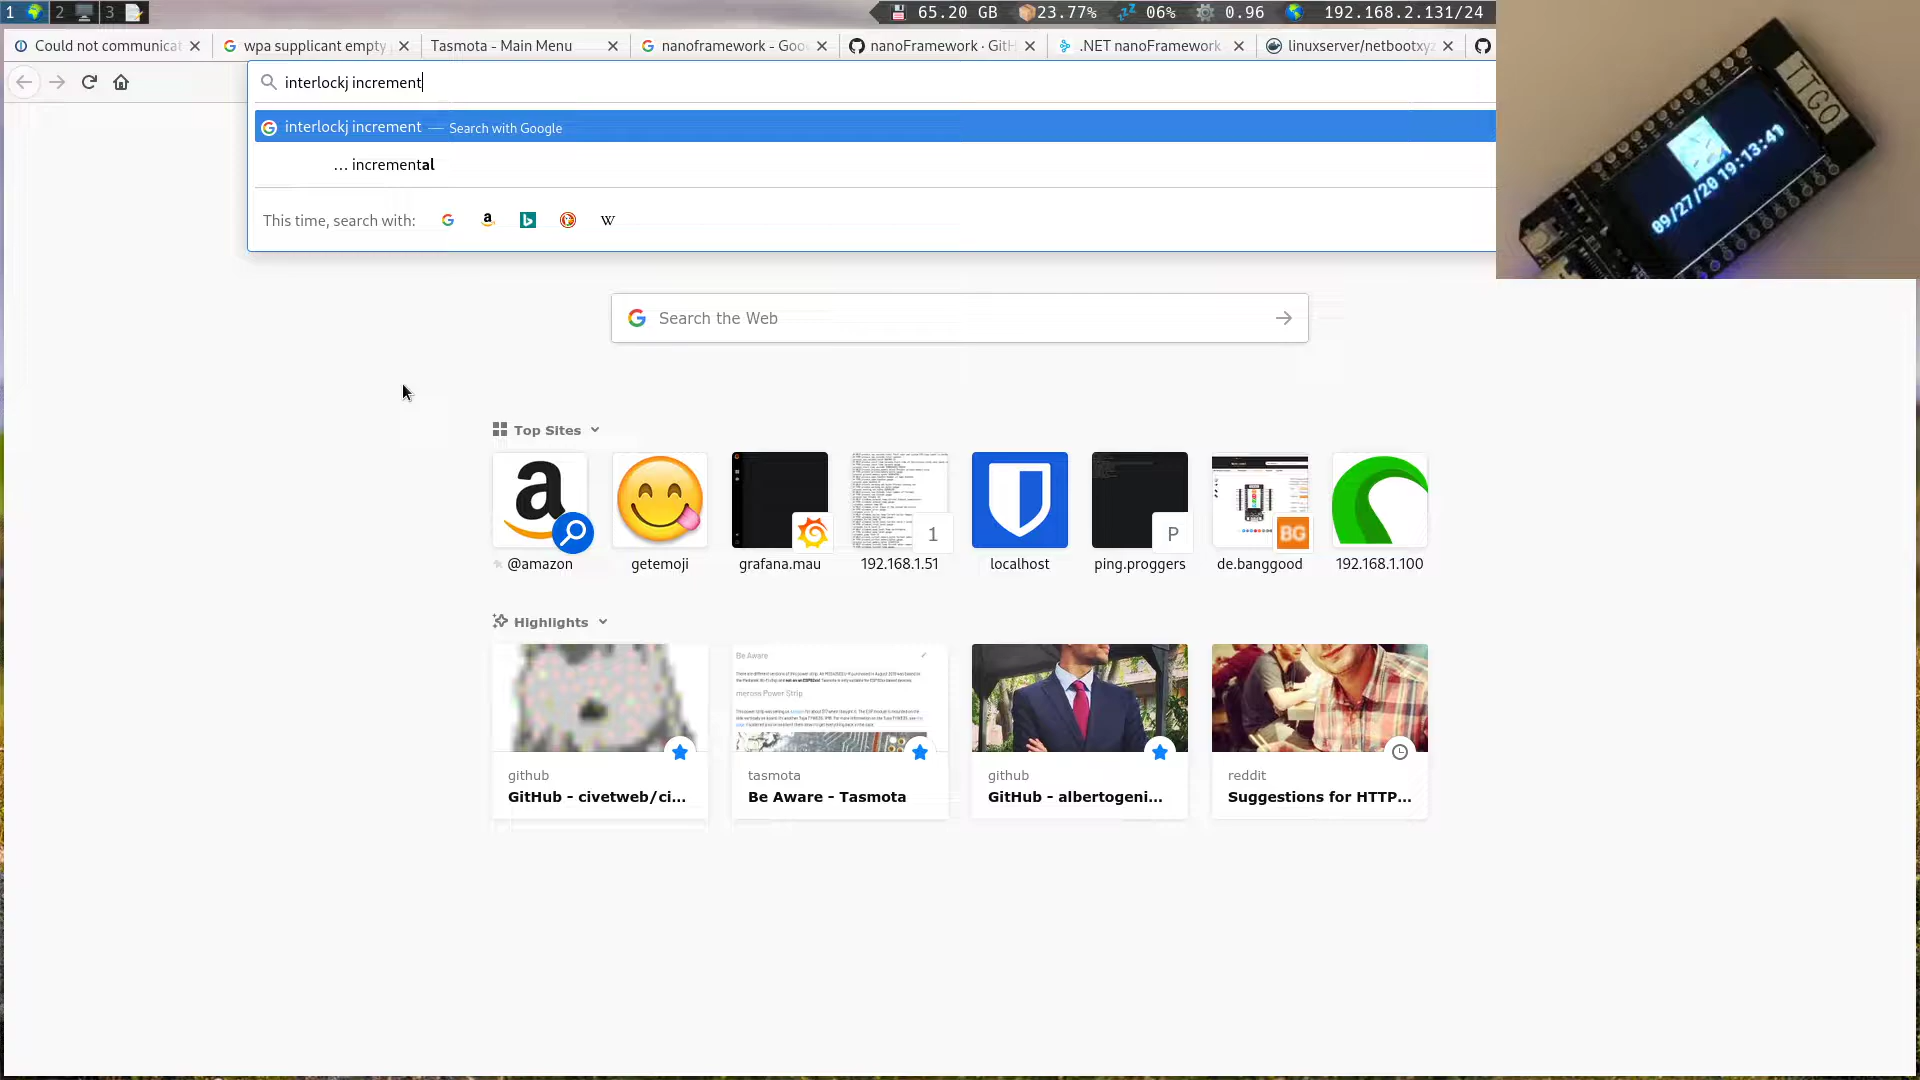 1 2 3 65.20 GB 23.77% 06% 0.96 192.168.2.131/24
Could not communicat wpa supplicant empty Tasmota - Main Menu nanoframework - Goo nanoFramework · GitH .NET nanoFramework linuxserver/netbootxyz
interlockj increment
interlockj increment — Search with Google
... incremental
This time, search with:
TTGO
09/27/20 19:13:41
Search the Web
Top Sites
1 P BG
@amazon getemoji grafana.mau 192.168.1.51 localhost ping.proggers de.banggood 192.168.1.100
Highlights
Be Aware
github tasmota github reddit
GitHub - civetweb/ci... Be Aware - Tasmota GitHub - albertogeni... Suggestions for HTTP...